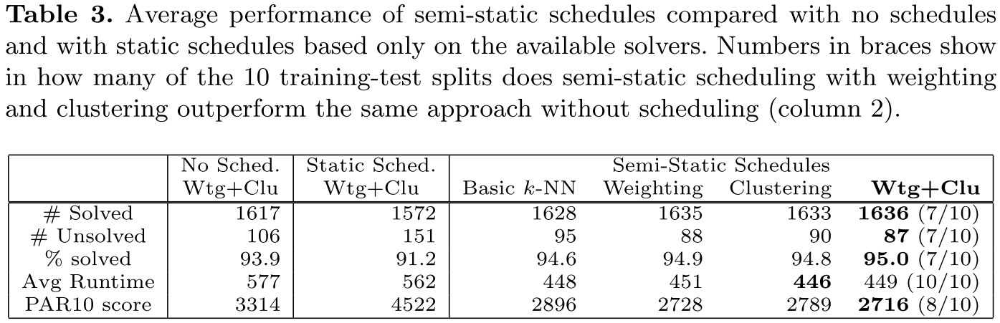 Table 3. Average performance of semi-static schedules compared with no schedules
and with static schedules based only on the available solvers. Numbers in braces show
in how many of the 10 training-test splits does semi-static scheduling with weighting
and clustering outperform the same approach without scheduling (column 2).
No Sched. Static Sched. Semi-Static Schedules
Wtg+Clu Wtg+Clu Basic k-NN Weighting Clustering Wtg+Clu
# Solved 1617 1572 1628 1635 1633 1636 (7/10)
# Unsolved 106 151 95 88 90 87 (7/10)
% solved 93.9 91.2 94.6 94.9 94.8 95.0 (7/10)
Avg Runtime 577 562 448 451 446 449 (10/10)
PAR10 score 3314 4522 2896 2728 2789 2716 (8/10)